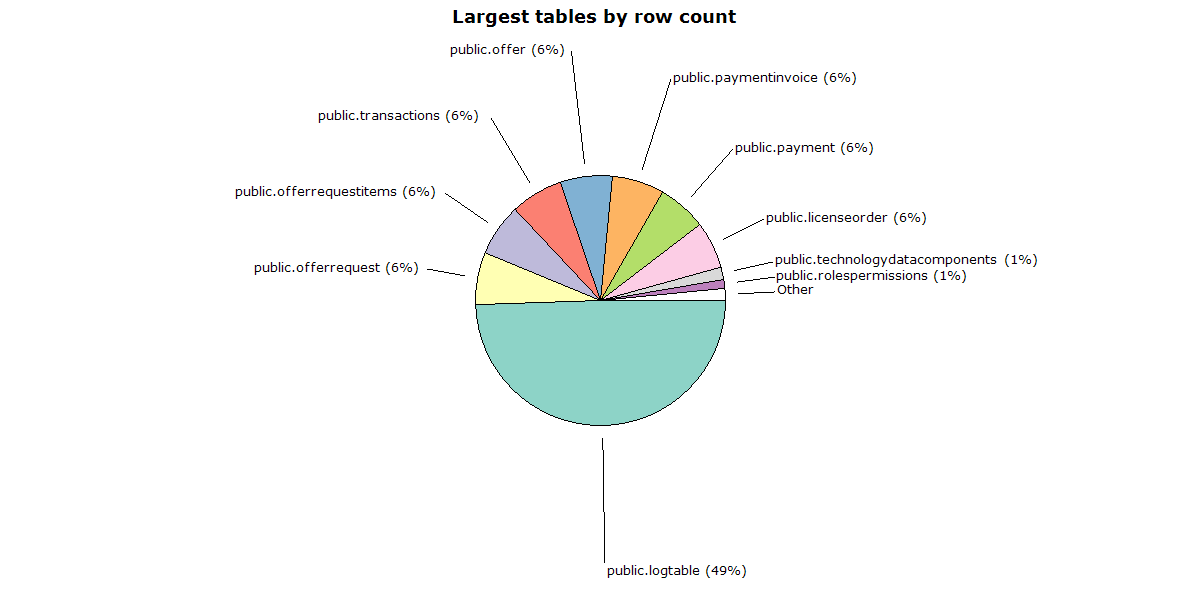 Largest tables by row count
public.offer (6%)
public.paymentinvoice (6%)
public.transactions (6%)
public.payment (6%)
public.offerrequestitems (6%)
public.licenseorder (6%)
public.technologydatacomponents (1%)
public.offerrequest (6%)
public.rolespermissions (1%)
Other
public.logtable (49%)